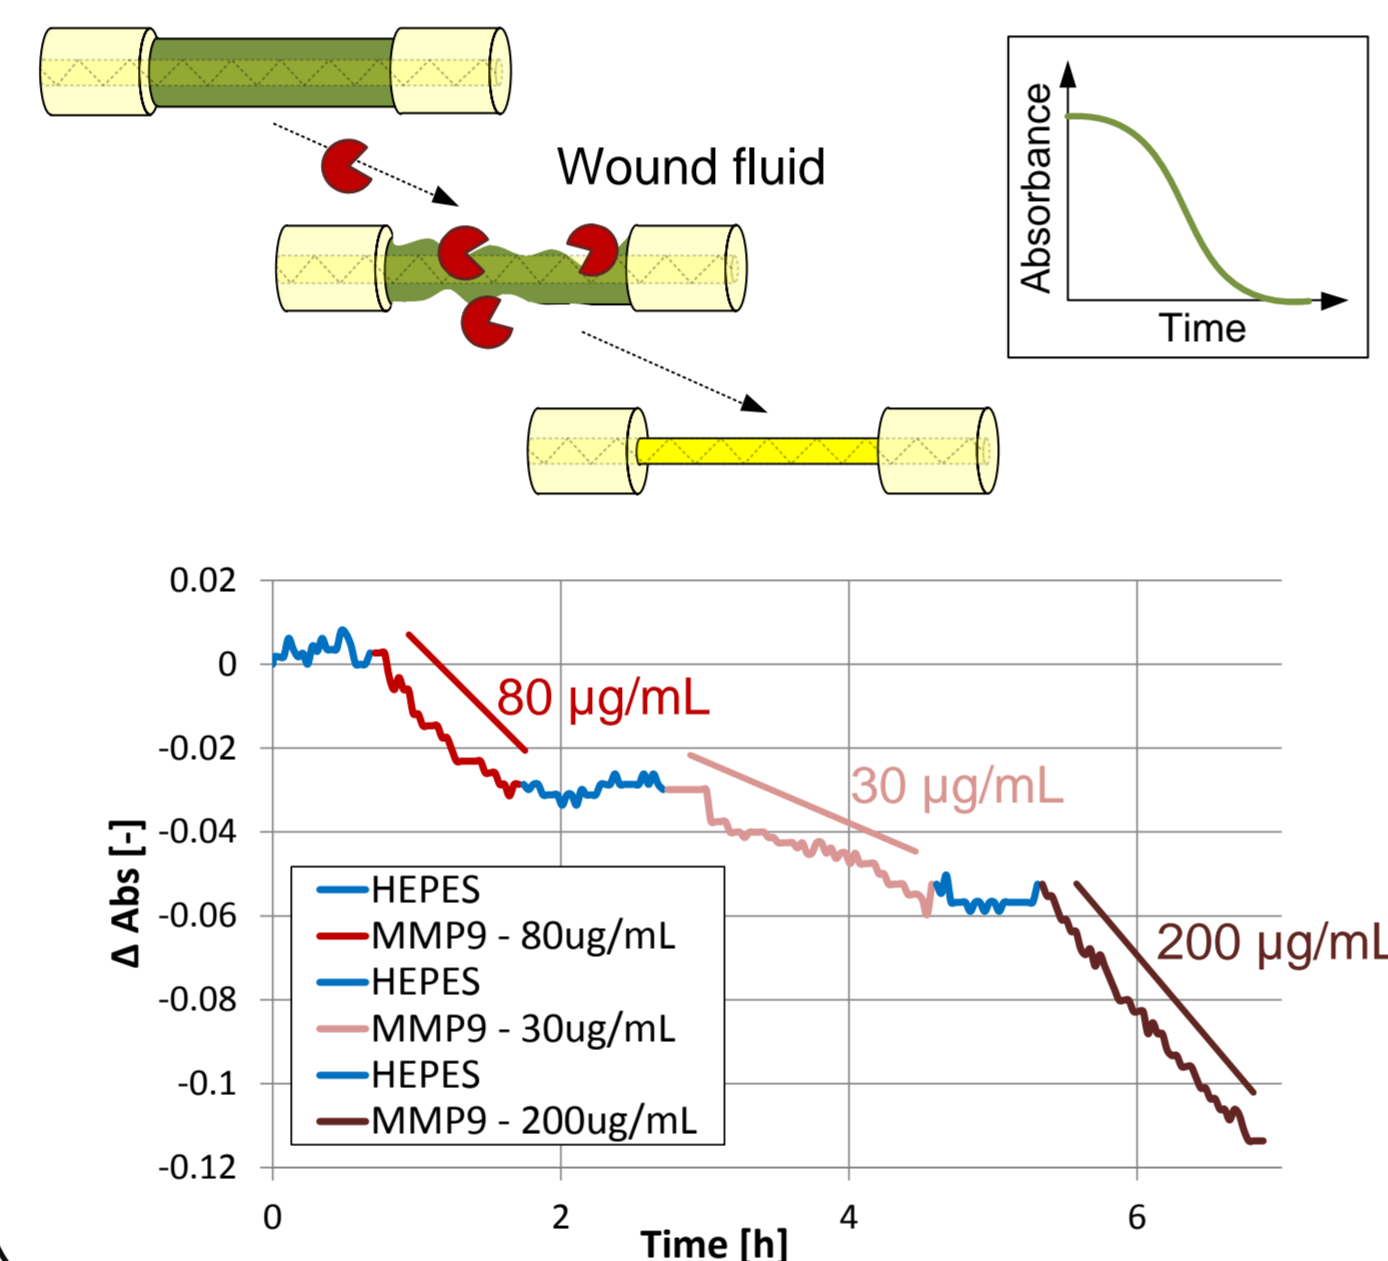 Wound fluid
Absorbance
Time
0.02
0
-0.02
-0.04
-0.06
-0.08
-0.1
-0.12
Δ Abs [-]
80 µg/mL
30 µg/mL
200 µg/mL
HEPES
MMP9 - 80ug/mL
HEPES
MMP9 - 30ug/mL
HEPES
MMP9 - 200ug/mL
0 2 4 6
Time [h]